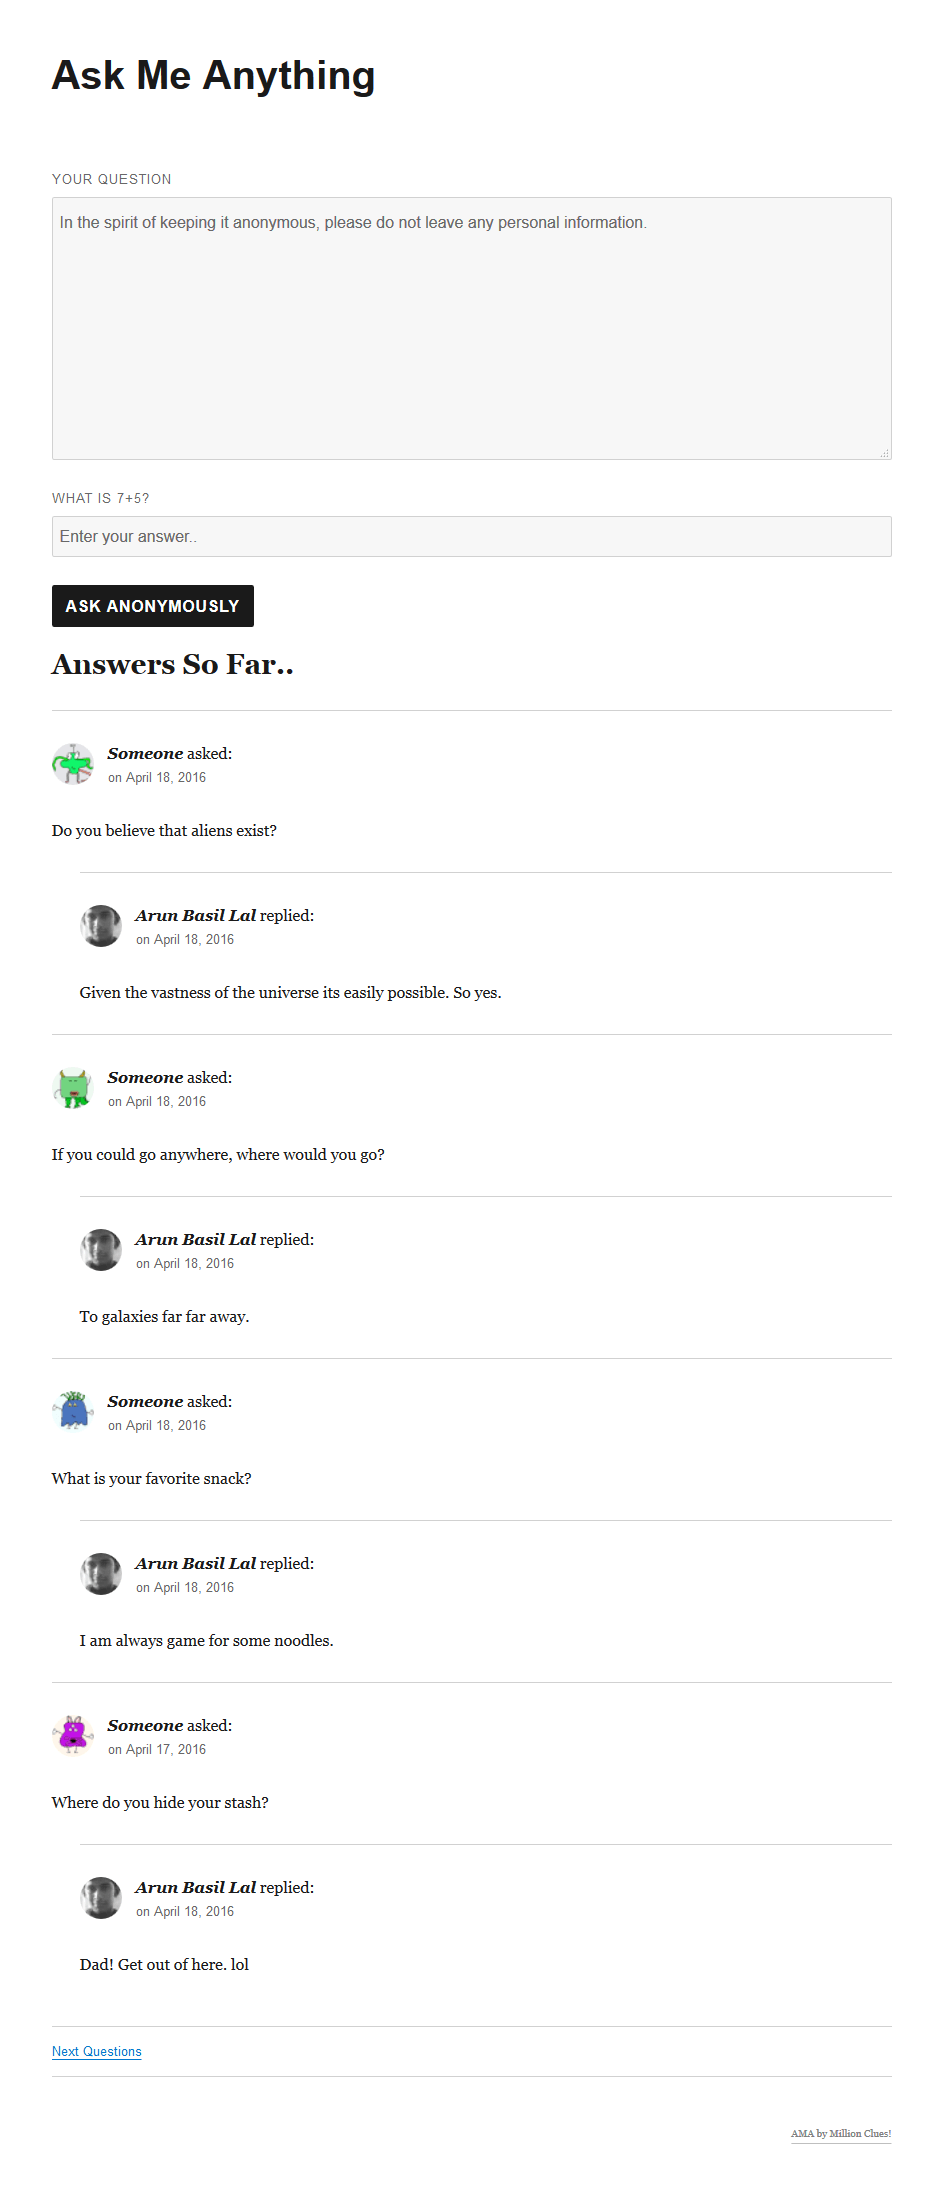 Ask Me Anything
YOUR QUESTION
In the spirit of keeping it anonymous, please do not leave any personal information.
WHAT IS 7+5?
Enter your answer..
ASK ANONYMOUSLY
Answers So Far..
Someone asked:
on April 18, 2016
Do you believe that aliens exist?
Arun Basil Lal replied:
on April 18, 2016
Given the vastness of the universe its easily possible. So yes.
Someone asked:
on April 18, 2016
If you could go anywhere, where would you go?
Arun Basil Lal replied:
on April 18, 2016
To galaxies far far away.
Someone asked:
on April 18, 2016
What is your favorite snack?
Arun Basil Lal replied:
on April 18, 2016
I am always game for some noodles.
Someone asked:
on April 17, 2016
Where do you hide your stash?
Arun Basil Lal replied:
on April 18, 2016
Dad! Get out of here. lol
Next Questions
AMA by Million Clues!